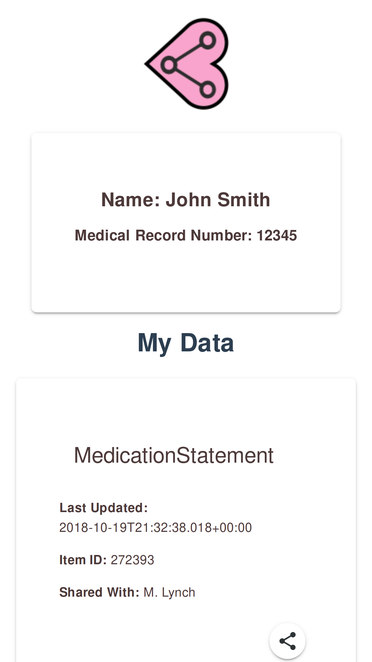 Name: John Smith
Medical Record Number: 12345
My Data
MedicationStatement
Last Updated:
2018-10-19T21:32:38.018+00:00
Item ID: 272393
Shared With: M. Lynch